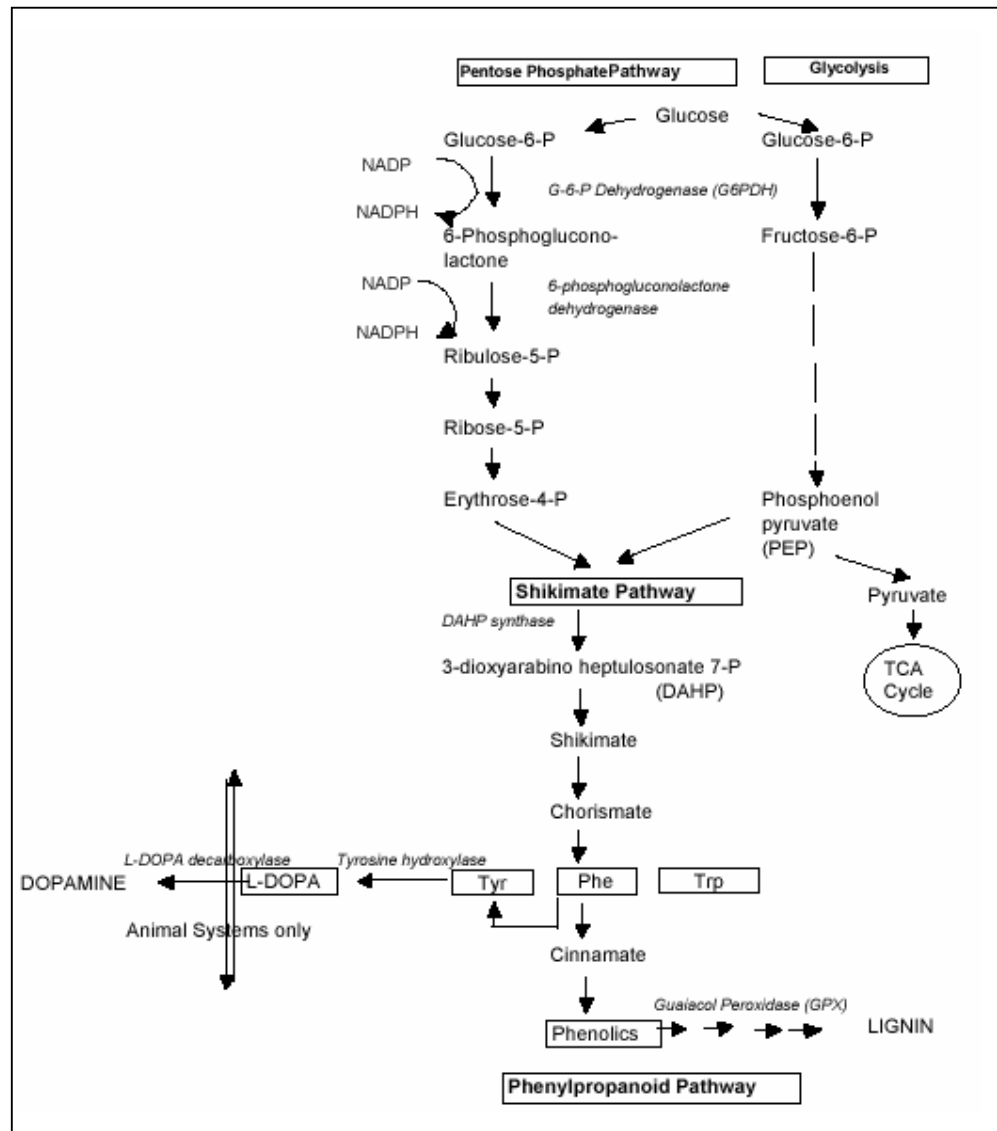 Pentose Phosphate Pathway
Glycolysis
Glucose
Glucose-6-P
Glucose-6-P
NADP
G-6-P Dehydrogenase (G6PDH)
NADPH
6-Phosphoglucono-
lactone
Fructose-6-P
NADP
6-phosphogluconolactone
dehydrogenase
NADPH
Ribulose-5-P
Ribose-5-P
Erythrose-4-P
Phosphoenol
pyruvate
(PEP)
Shikimate Pathway
Pyruvate
DAHP synthase
3-dioxyarabino heptulosonate 7-P
(DAHP)
TCA
Cycle
Shikimate
Chorismate
L-DOPA decarboxylase
Tyrosine hydroxylase
DOPAMINE
L-DOPA
Tyr
Phe
Trp
Animal Systems only
Cinnamate
Guaiacol Peroxidase (GPX)
Phenolics
LIGNIN
Phenylpropanoid Pathway